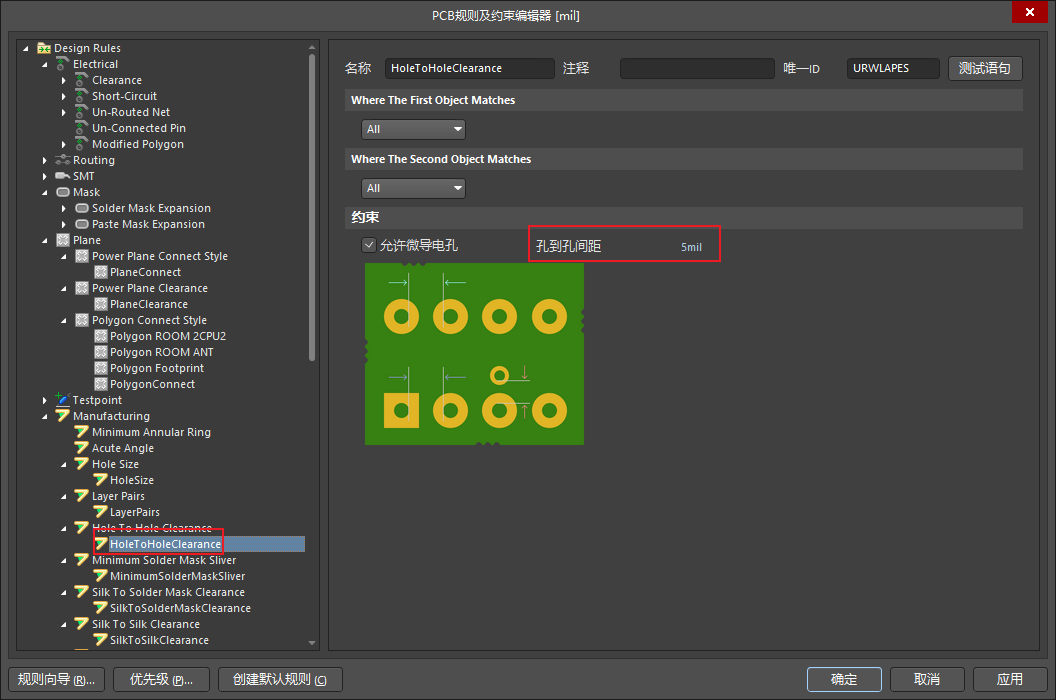 PCB规则及约束编辑器 [mil]
Design Rules
Electrical
Clearance
Short-Circuit
Un-Routed Net
Un-Connected Pin
Modified Polygon
Routing
SMT
Mask
Solder Mask Expansion
Paste Mask Expansion
Plane
Power Plane Connect Style
PlaneConnect
Power Plane Clearance
PlaneClearance
Polygon Connect Style
Polygon ROOM 2CPU2
Polygon ROOM ANT
Polygon Footprint
PolygonConnect
Testpoint
Manufacturing
Minimum Annular Ring
Acute Angle
Hole Size
HoleSize
Layer Pairs
LayerPairs
Hole To Hole Clearance
HoleToHoleClearance
Minimum Solder Mask Sliver
MinimumSolderMaskSliver
Silk To Solder Mask Clearance
SilkToSolderMaskClearance
Silk To Silk Clearance
SilkToSilkClearance
名称 HoleToHoleClearance 注释 唯一ID URWLAPES 测试语句
Where The First Object Matches
All
Where The Second Object Matches
All
约束
允许微导电孔 孔到孔间距 5mil
规则向导 (R)... 优先级 (P)... 创建默认规则 (C) 确定 取消 应用